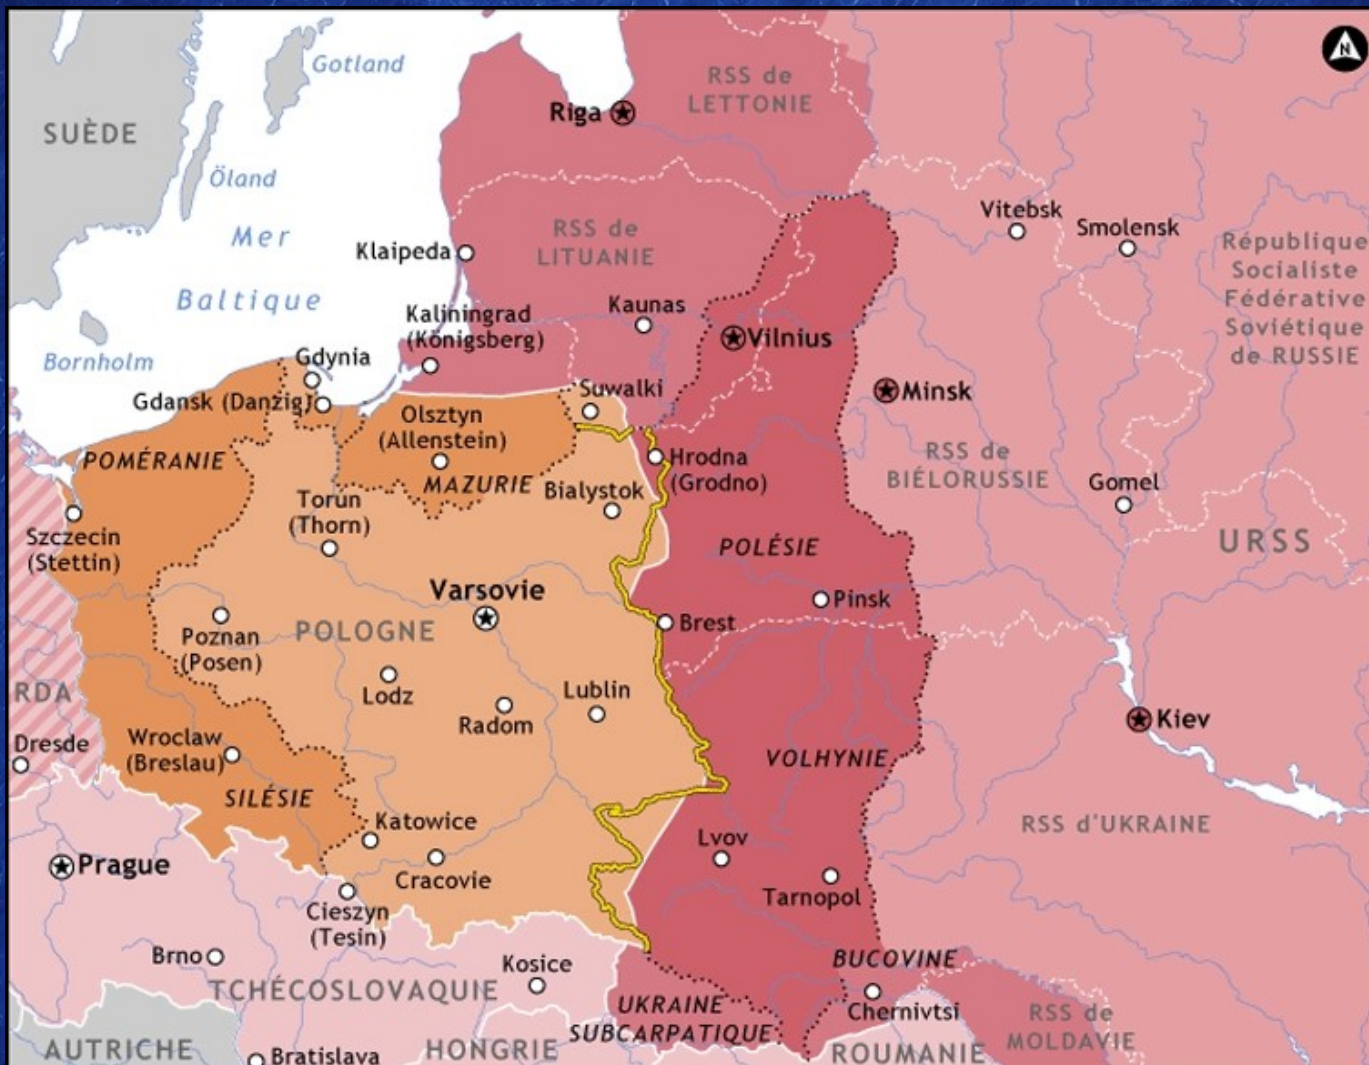 N
Gotland
SUÈDE
RSS de
LETTONIE
Riga
Öland
Mer
Baltique
Klaipeda
RSS de
LITUANIE
Vitebsk
Smolensk
République
Socialiste
Fédérative
Soviétique
de RUSSIE
Kaunas
Kaliningrad
(Königsberg)
Vilnius
Bornholm
Gdynia
Gdansk (Danzig)
Suwalki
Minsk
Olsztyn
(Allenstein)
POMÉRANIE
MAZURIE
Hrodna
(Grodno)
RSS de
BIÉLORUSSIE
Gomel
Torun
(Thorn)
Bialystok
Szczecin
(Stettin)
POLÉSIE
URSS
Varsovie
Pinsk
Poznan
(Posen)
POLOGNE
Brest
RDA
Lodz
Radom
Lublin
Kiev
Dresde
Wroclaw
(Breslau)
VOLHYNIE
SILÉSIE
Katowice
RSS d'UKRAINE
Lvov
Prague
Cracovie
Tarnopol
Cieszyn
(Tesin)
Brno
Kosice
BUCOVINE
TCHÉCOSLOVAQUIE
UKRAINE
SUBCARPATIQUE
Chernivtsi
RSS de
MOLDAVIE
AUTRICHE
Bratislava
HONGRIE
ROUMANIE